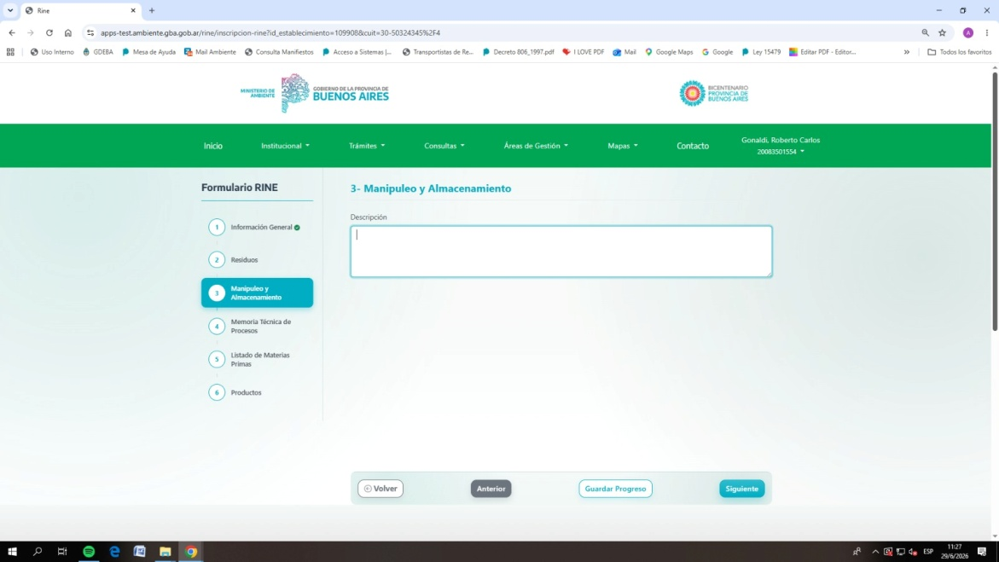 Rine
apps-test.ambiente.gba.gob.ar/rine/inscripcion-rine?id_establecimiento=109908&cuit=30-50324345%2F4
A
Uso Interno
GDEBA
Mesa de Ayuda
Mail Ambiente
Consulta Manifiestos
Acceso a Sistemas |...
Transportistas de Re...
Decreto 806_1997.pdf
I LOVE PDF
Mail
Google Maps
Google
Ley 15479
Editar PDF - Editor...
»
Todos los favoritos
MINISTERIO DE
AMBIENTE
GOBIERNO DE LA PROVINCIA DE
BUENOS AIRES
BICENTENARIO
PROVINCIA DE
BUENOS AIRES
Inicio
Institucional
Trámites
Consultas
Áreas de Gestión
Mapas
Contacto
Gonaldi, Roberto Carlos
20083501554
Formulario RINE
1 Información General
2 Residuos
3 Manipuleo y
Almacenamiento
4 Memoria Técnica de
Procesos
5 Listado de Materias
Primas
6 Productos
3- Manipuleo y Almacenamiento
Descripción
Volver
Anterior
Guardar Progreso
Siguiente
ESP
11:27
29/6/2026